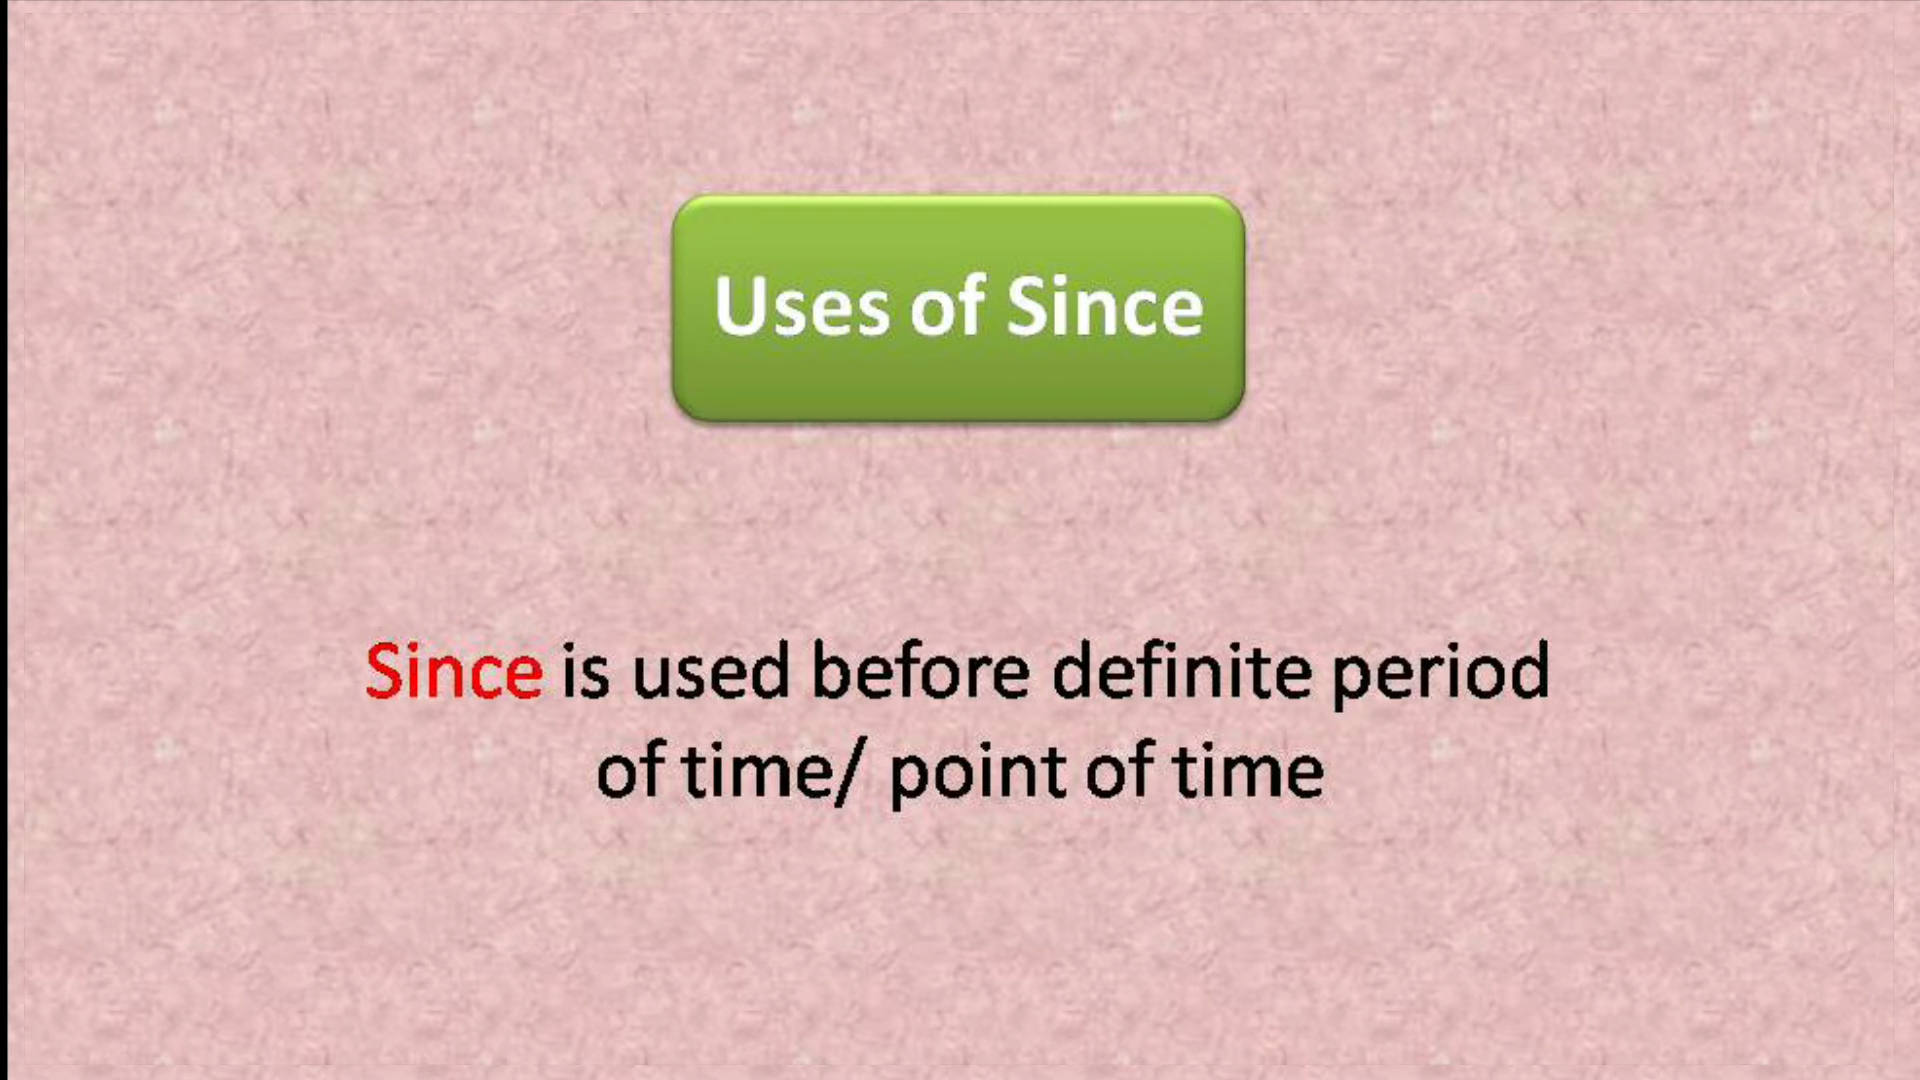 Uses of Since
Since is used before definite period
of time/ point of time